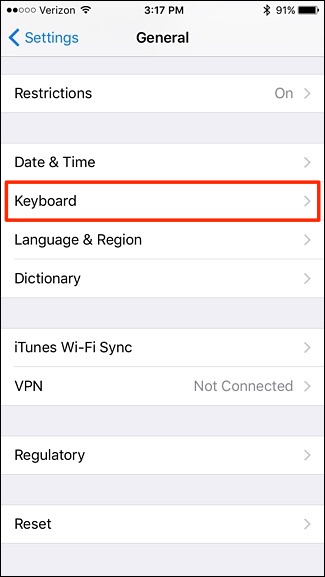 Verizon 3:17 PM 91%
Settings General
Restrictions On
Date & Time
Keyboard
Language & Region
Dictionary
iTunes Wi-Fi Sync
VPN Not Connected
Regulatory
Reset